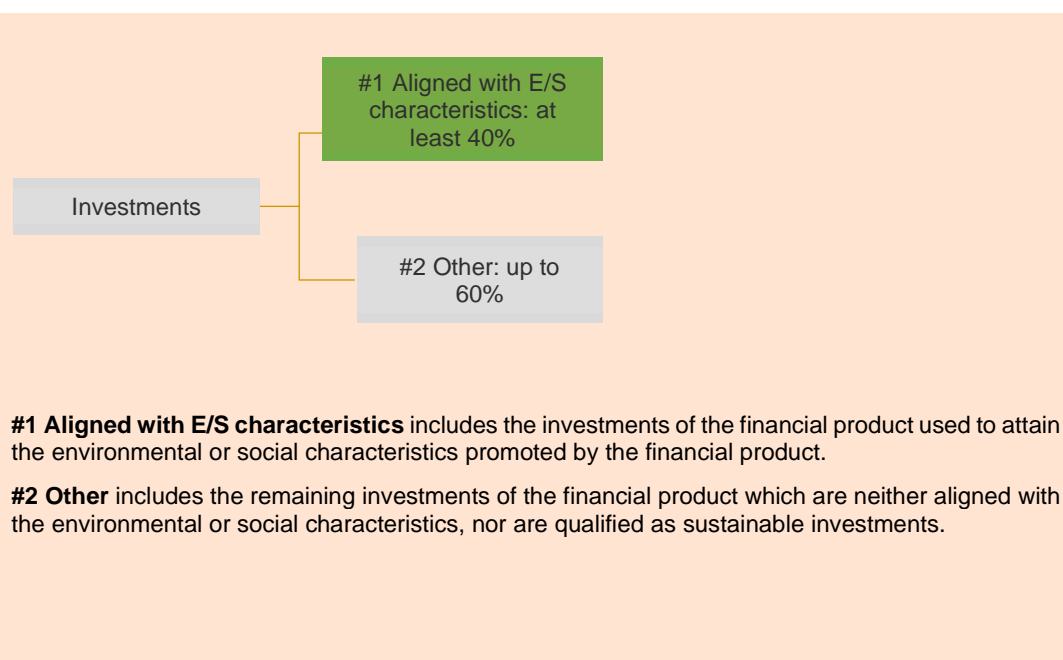 #1 Aligned with E/S
characteristics: at
least 40%
Investments
#2 Other: up to
60%
#1 Aligned with E/S characteristics includes the investments of the financial product used to attain
the environmental or social characteristics promoted by the financial product.
#2 Other includes the remaining investments of the financial product which are neither aligned with
the environmental or social characteristics, nor are qualified as sustainable investments.